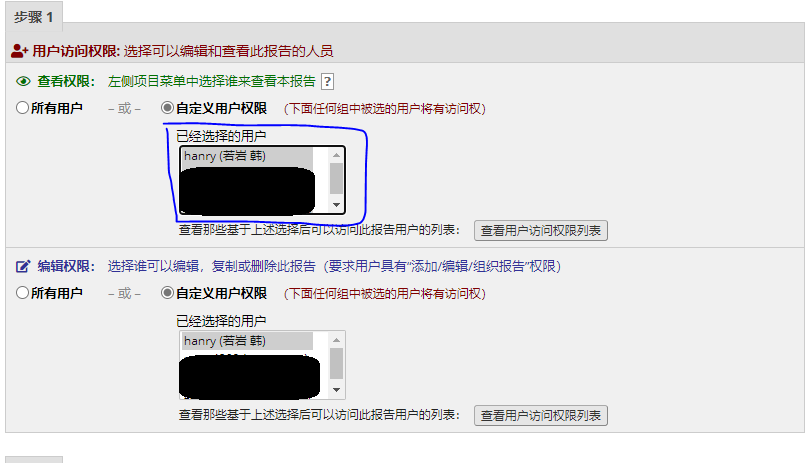 步骤 1
用户访问权限: 选择可以编辑和查看此报告的人员
查看权限： 左侧项目菜单中选择谁来查看本报告 ?
所有用户 – 或 – 自定义用户权限 （下面任何组中被选的用户将有访问权）
已经选择的用户
hanry (若岩 韩)
查看那些基于上述选择后可以访问此报告用户的列表： 查看用户访问权限列表
编辑权限： 选择谁可以编辑，复制或删除此报告（要求用户具有“添加/编辑/组织报告”权限）
所有用户 – 或 – 自定义用户权限 （下面任何组中被选的用户将有访问权）
已经选择的用户
hanry (若岩 韩)
查看那些基于上述选择后可以访问此报告用户的列表： 查看用户访问权限列表